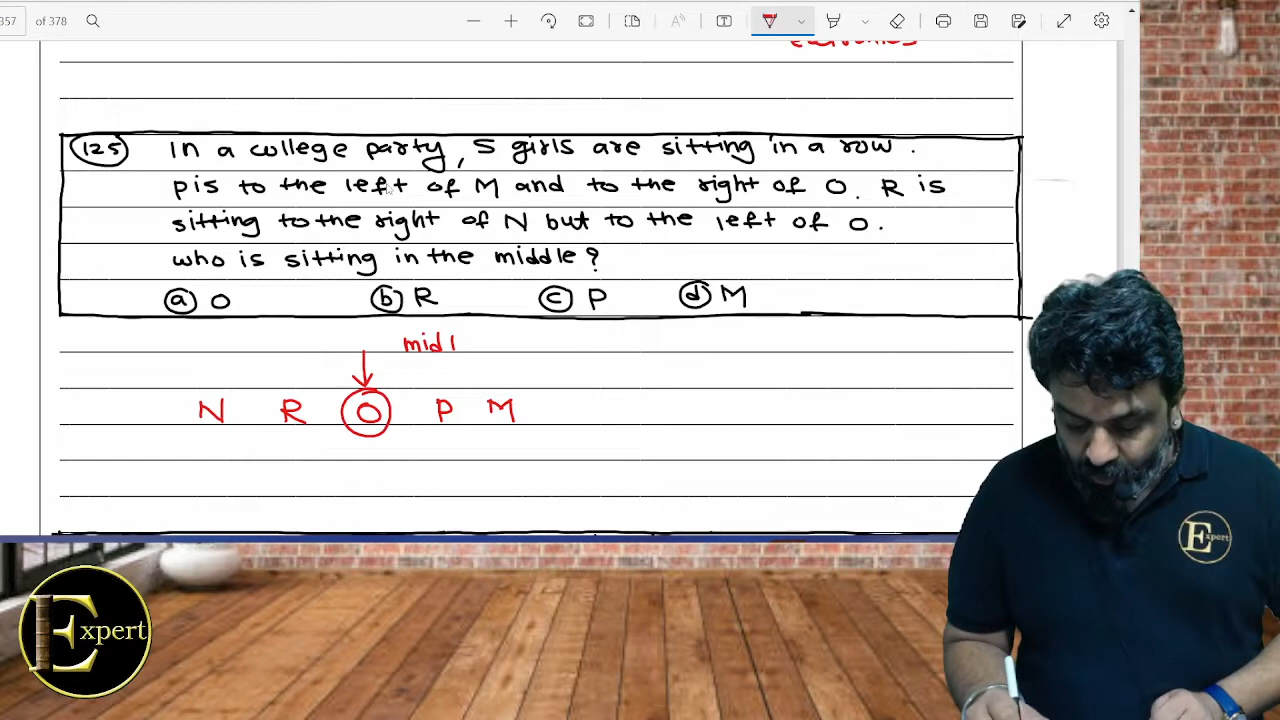 357 of 378
(125) In a college party, 5 girls are sitting in a row.
P is to the left of M and to the right of O. R is
sitting to the right of N but to the left of O.
who is sitting in the middle?
(a) O (b) R (c) P (d) M
midl
N R O P M
Expert
Expert